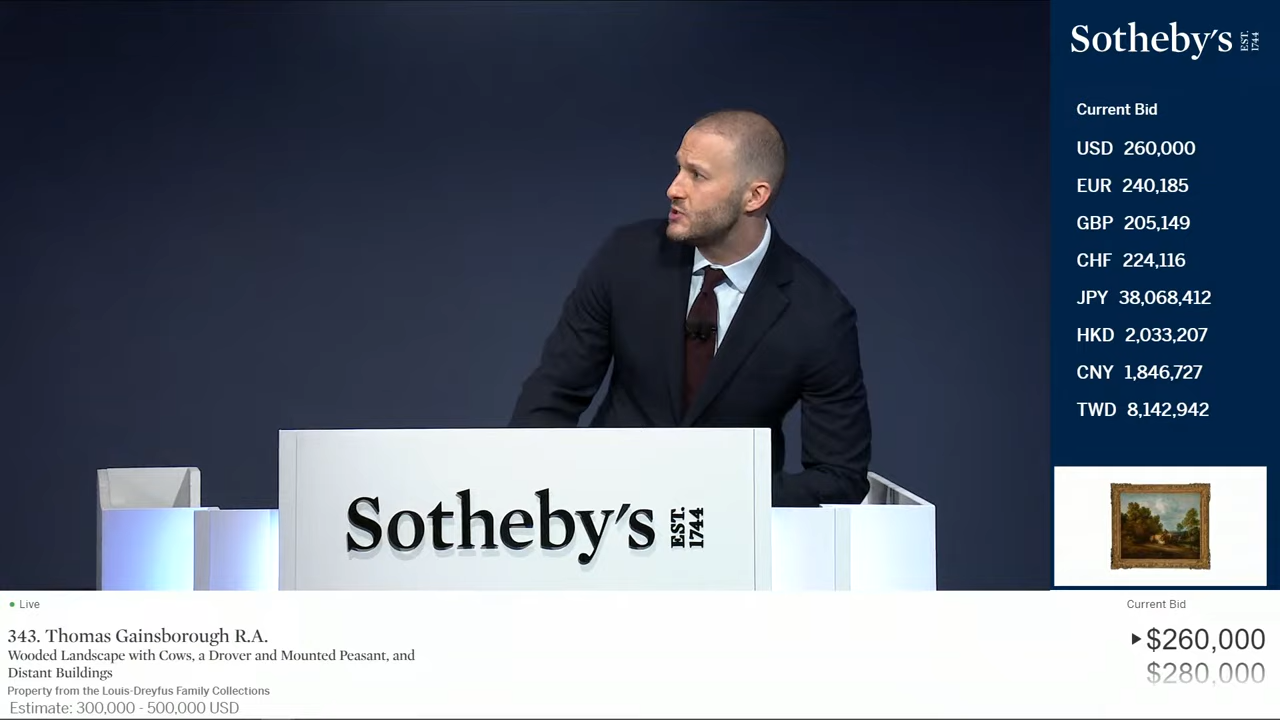 Sotheby's EST. 1744
Current Bid
USD 260,000
EUR 240,185
GBP 205,149
CHF 224,116
JPY 38,068,412
HKD 2,033,207
CNY 1,846,727
TWD 8,142,942
Sotheby's EST. 1744
Live
343. Thomas Gainsborough R.A.
Wooded Landscape with Cows, a Drover and Mounted Peasant, and
Distant Buildings
Property from the Louis-Dreyfus Family Collections
Estimate: 300,000 - 500,000 USD
Current Bid
$260,000
$280,000